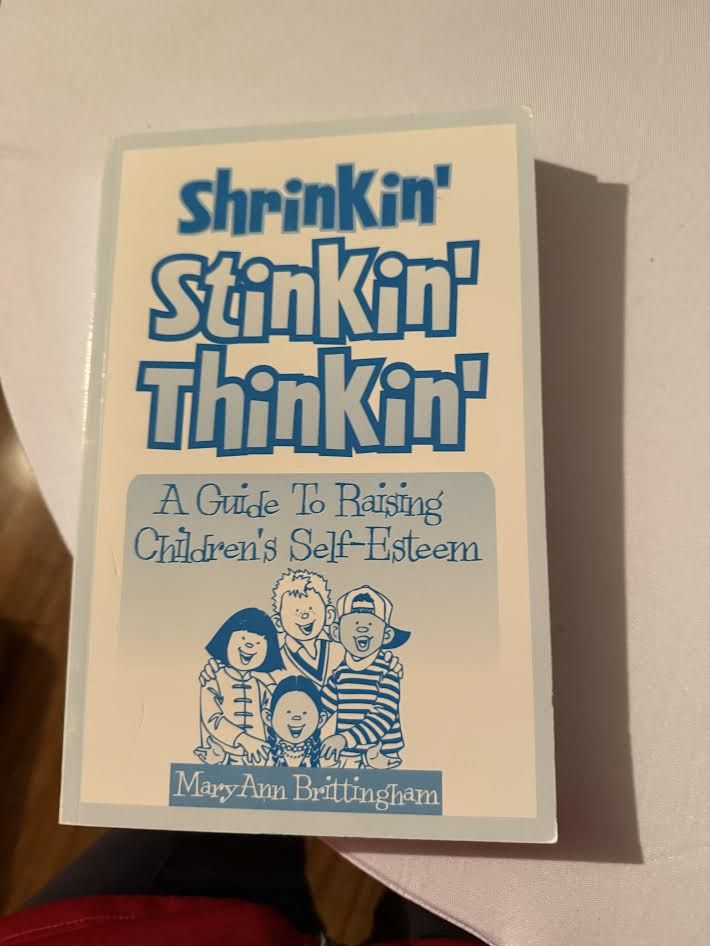 Shrinkin'
Stinkin'
Thinkin'
A Guide To Raising
Children's Self-Esteem
MaryAnn Brittingham